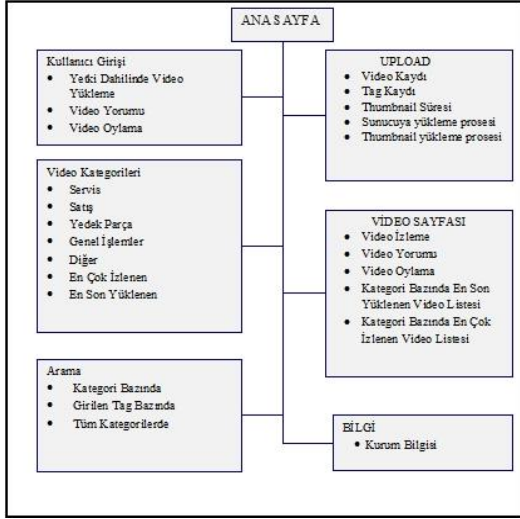 ANA SAYFA
Kullanıcı Girişi
• Yetki Dahilinde Video
Yükleme
• Video Yorumu
• Video Oylama
UPLOAD
• Video Kaydı
• Tag Kaydı
• Thumbnail Süresi
• Sunucuya yükleme prosesi
• Thumbnail yükleme prosesi
Video Kategorileri
• Servis
• Satış
• Yedek Parça
• Genel İşlemler
• Diğer
• En Çok İzlenen
• En Son Yüklenen
VİDEO SAYFASI
• Video İzleme
• Video Yorumu
• Video Oylama
• Kategori Bazında En Son
Yüklenen Video Listesi
• Kategori Bazında En Çok
İzlenen Video Listesi
Arama
• Kategori Bazında
• Girilen Tag Bazında
• Tüm Kategorilerde
BİLGİ
• Kurum Bilgisi